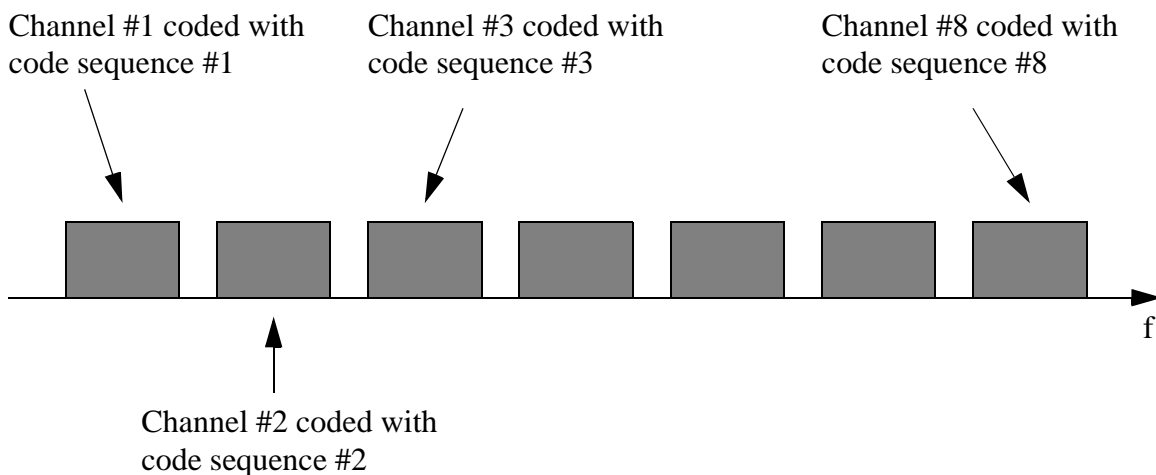 Channel #1 coded with
code sequence #1
Channel #3 coded with
code sequence #3
Channel #8 coded with
code sequence #8
f
Channel #2 coded with
code sequence #2